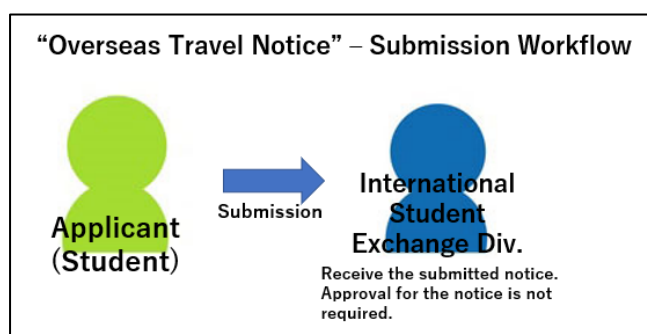 “Overseas Travel Notice” – Submission Workflow
Applicant
(Student)
Submission
International
Student
Exchange Div.
Receive the submitted notice.
Approval for the notice is not
required.